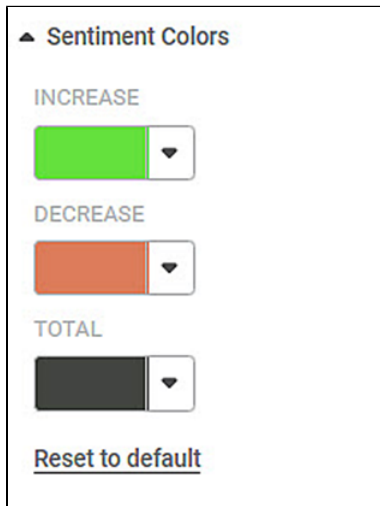 Sentiment Colors
INCREASE
DECREASE
TOTAL
Reset to default